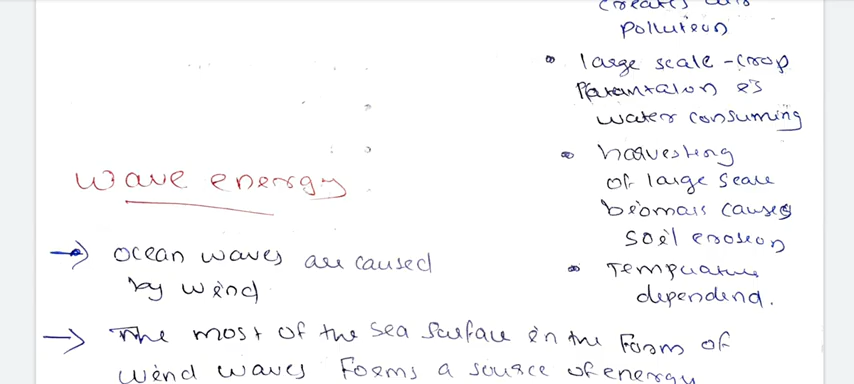 creates
pollution
• large scale - crop
Plantation is
water consuming
• harvesting
of large scale
biomass causes
soil erosion
• Tempurature
dependend.
wave energy
→ ocean waves are caused
by wind
→ The most of the sea surface in the form of
wind waves forms a source of energy